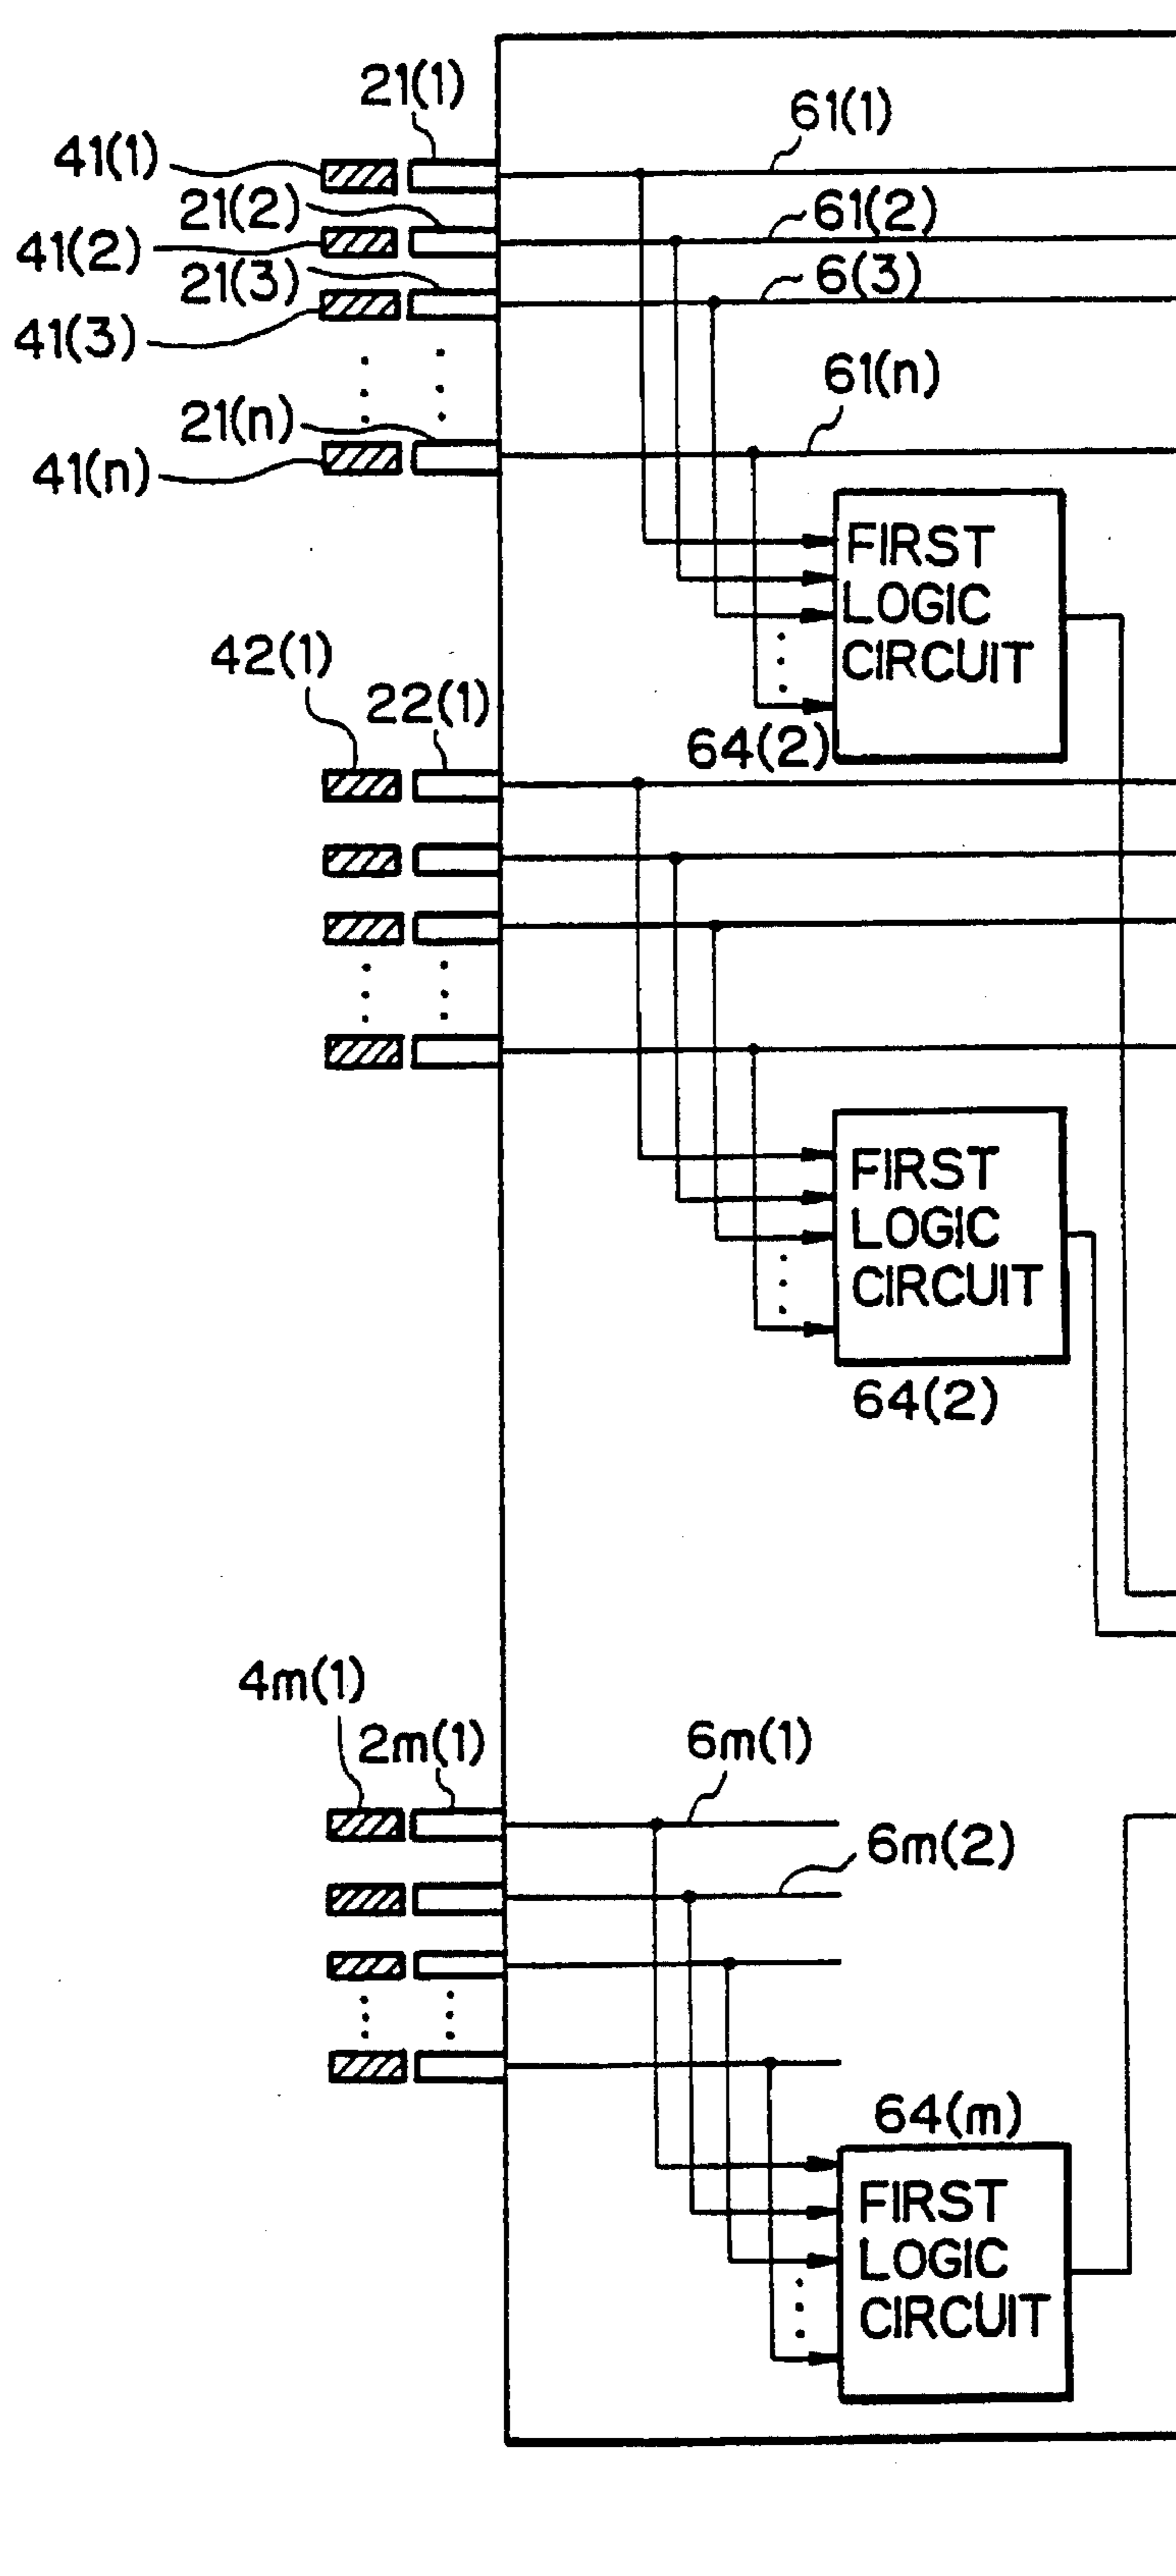 21(1)
61(1)
41(1)
21(2)
61(2)
41(2)
21(3)
6(3)
41(3)
61(n)
21(n)
41(n)
FIRST
LOGIC
CIRCUIT
42(1)
22(1)
64(2)
FIRST
LOGIC
CIRCUIT
64(2)
4m(1)
2m(1)
6m(1)
6m(2)
64(m)
FIRST
LOGIC
CIRCUIT